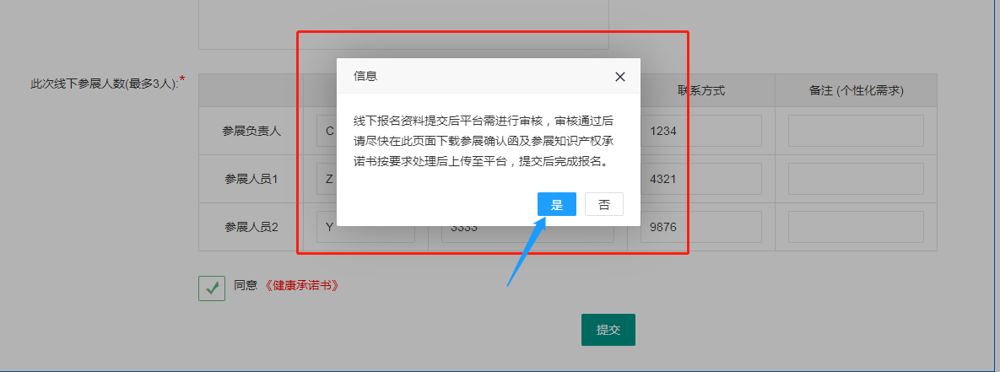 信息
线下报名资料提交后平台需进行审核，审核通过后
请尽快在此页面下载参展确认函及参展知识产权承
诺书按要求处理后上传至平台，提交后完成报名。
是 否
此次线下参展人数(最多3人):*
联系方式 备注 (个性化需求)
参展负责人 C 1234
参展人员1 Z 4321
参展人员2 Y 3333 9876
同意 《健康承诺书》
提交